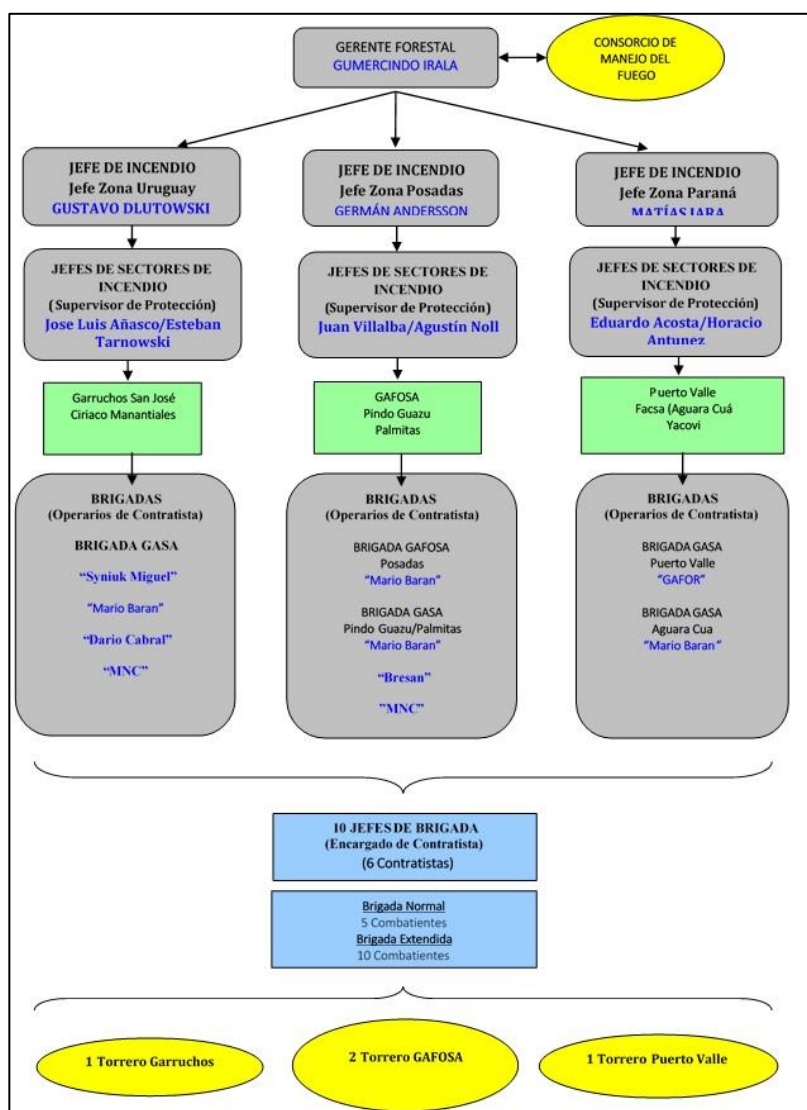 GERENTE FORESTAL
GUMERCINDO IRALA
CONSORCIO DE
MANEJO DEL
FUEGO
JEFE DE INCENDIO
Jefe Zona Uruguay
GUSTAVO DLUTOWSKI
JEFE DE INCENDIO
Jefe Zona Posadas
GERMÁN ANDERSSON
JEFE DE INCENDIO
Jefe Zona Paraná
MATÍAS JARA
JEFES DE SECTORES DE
INCENDIO
(Supervisor de Protección)
Jose Luis Añasco/Esteban
Tarnowski
JEFES DE SECTORES DE
INCENDIO
(Supervisor de Protección)
Juan Villalba/Agustín Noll
JEFES DE SECTORES DE
INCENDIO
(Supervisor de Protección)
Eduardo Acosta/Horacio
Antunez
Garruchos San José
Ciriaco Manantiales
GAFOSA
Pindo Guazu
Palmitas
Puerto Valle
Facsa (Aguara Cuá
Yacovi
BRIGADAS
(Operarios de Contratista)
BRIGADA GASA
“Syniuk Miguel”
“Mario Baran”
“Dario Cabral”
“MNC”
BRIGADAS
(Operarios de Contratista)
BRIGADA GAFOSA
Posadas
“Mario Baran”
BRIGADA GASA
Pindo Guazu/Palmitas
“Mario Baran”
“Bresan”
”MNC”
BRIGADAS
(Operarios de Contratista)
BRIGADA GASA
Puerto Valle
“GAFOR”
BRIGADA GASA
Aguara Cua
“Mario Baran”
10 JEFES DE BRIGADA
(Encargado de Contratista)
(6 Contratistas)
Brigada Normal
5 Combatientes
Brigada Extendida
10 Combatientes
1 Torrero Garruchos
2 Torrero GAFOSA
1 Torrero Puerto Valle